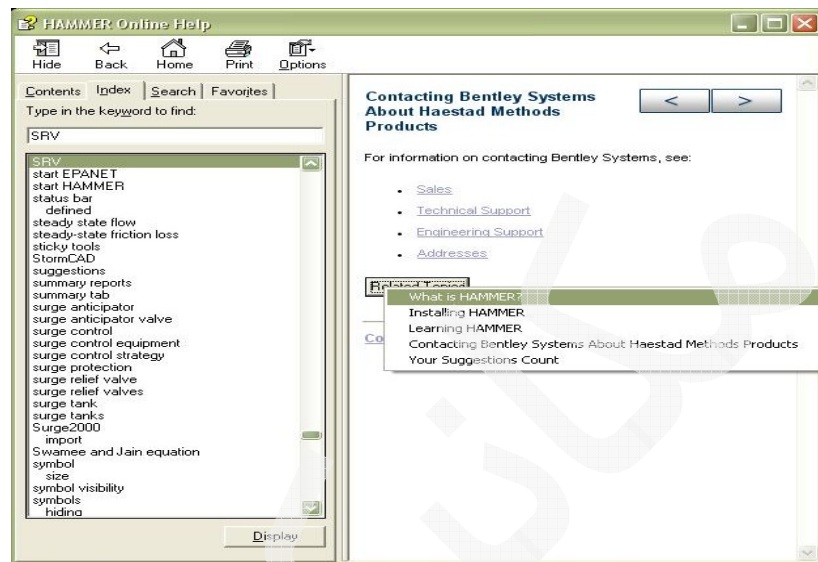 HAMMER Online Help
Hide Back Home Print Options
Contents Index Search Favorites
Type in the keyword to find:
SRV
SRV
start EPANET
start HAMMER
status bar
defined
steady state flow
steady-state friction loss
sticky tools
StormCAD
suggestions
summary reports
summary tab
surge anticipator
surge anticipator valve
surge control
surge control equipment
surge control strategy
surge protection
surge relief valve
surge relief valves
surge tank
surge tanks
Surge2000
import
Swamee and Jain equation
symbol
size
symbol visibility
symbols
hiding
Display
Contacting Bentley Systems
About Haestad Methods
Products
< >
For information on contacting Bentley Systems, see:
• Sales
• Technical Support
• Engineering Support
• Addresses
Related Topics
What is HAMMER?
Installing HAMMER
Learning HAMMER
Co
Contacting Bentley Systems About Haestad Methods Products
Your Suggestions Count